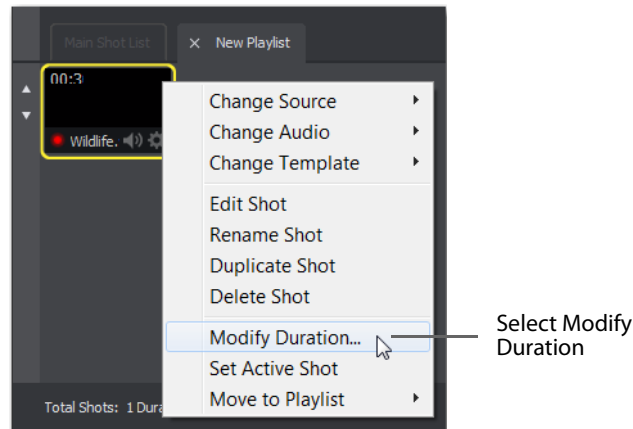 Main Shot List × New Playlist
00:3
Wildlife.
Change Source
Change Audio
Change Template
Edit Shot
Rename Shot
Duplicate Shot
Delete Shot
Modify Duration...
Set Active Shot
Move to Playlist
Select Modify
Duration
Total Shots: 1 Dura